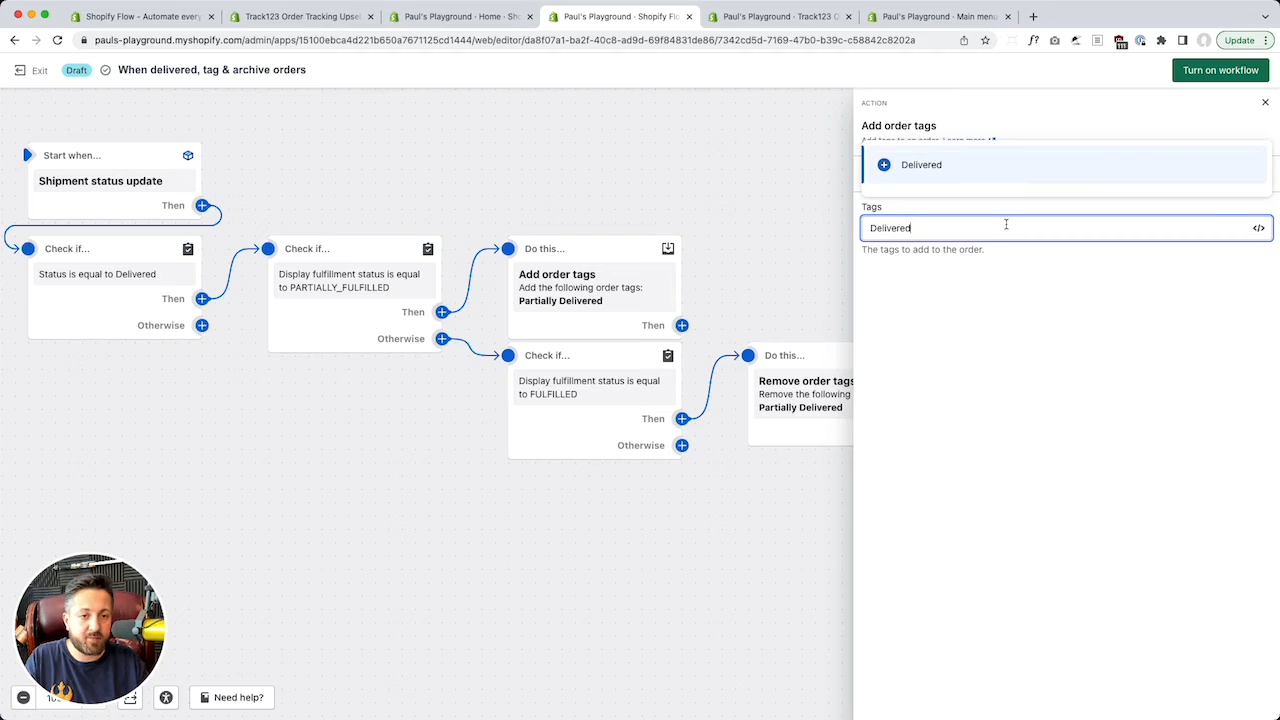 Shopify Flow – Automate every
Track123 Order Tracking Upsel
Paul's Playground · Home · Sho
Paul's Playground · Shopify Flo
Paul's Playground · Track123 O
Paul's Playground · Main menu
pauls-playground.myshopify.com/admin/apps/15100ebca4d221b650a7671125cd1444/web/editor/da8f07a1-ba2f-40c8-ad9d-69f84831de86/7342cd5d-7169-47b0-b39c-c58842c8202a
f?
Update
Exit
Draft
When delivered, tag & archive orders
Turn on workflow
Start when...
Shipment status update
Then
Check if...
Status is equal to Delivered
Then
Otherwise
Check if...
Display fulfillment status is equal
to PARTIALLY_FULFILLED
Then
Otherwise
Do this...
Add order tags
Add the following order tags:
Partially Delivered
Then
Check if...
Display fulfillment status is equal
to FULFILLED
Then
Otherwise
Do this...
Remove order tags
Remove the following
Partially Delivered
ACTION
Add order tags
Delivered
Tags
Delivered
</>
The tags to add to the order.
Need help?